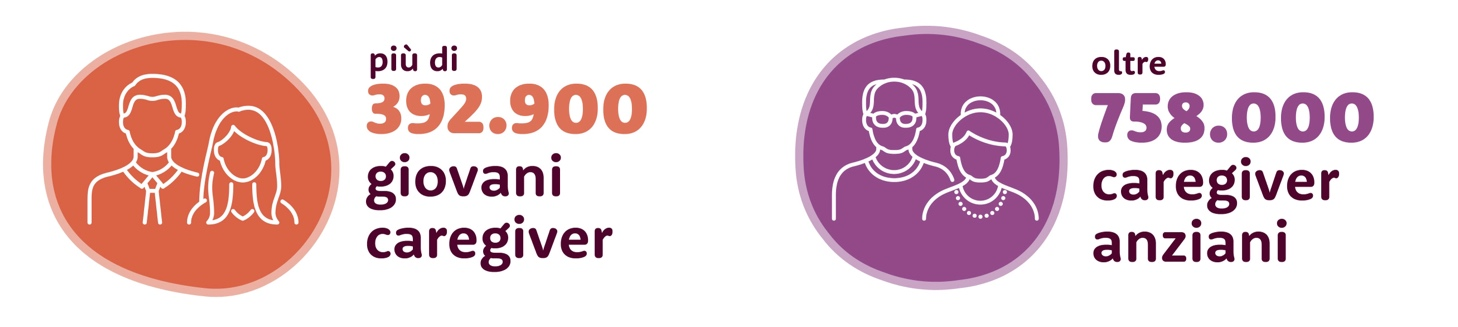 più di
392.900
giovani
caregiver
oltre
758.000
caregiver
anziani